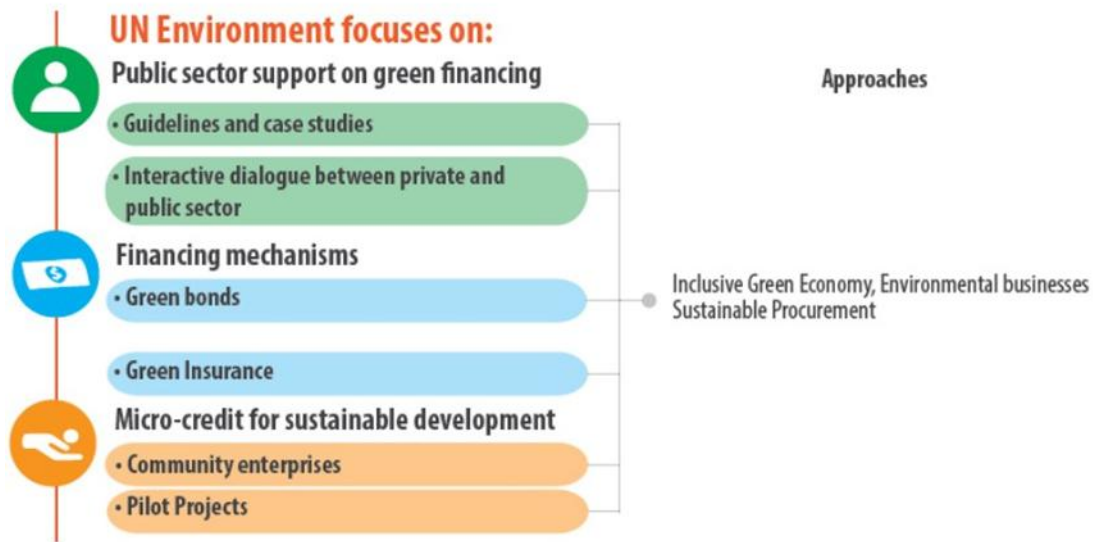 UN Environment focuses on:
Public sector support on green financing
Approaches
• Guidelines and case studies
• Interactive dialogue between private and
public sector
Financing mechanisms
• Green bonds
Inclusive Green Economy, Environmental businesses
Sustainable Procurement
• Green Insurance
Micro-credit for sustainable development
• Community enterprises
• Pilot Projects